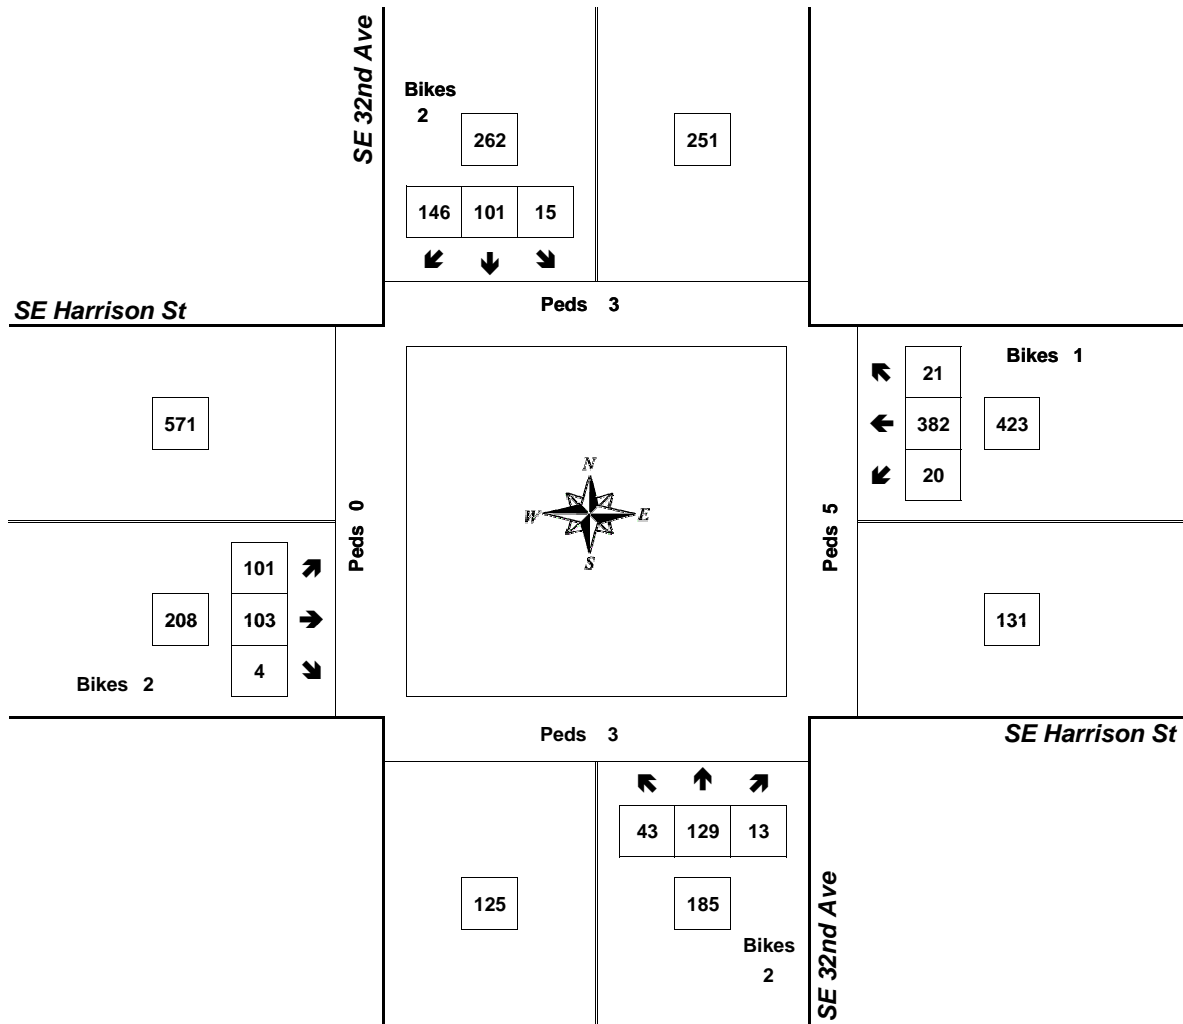 SE 32nd Ave
Bikes
2
262
251
146 101 15
SE Harrison St
Peds 3
Bikes 1
21
571
382 423
20
N
W E
S
Peds 0
Peds 5
101
208 103
131
4
Bikes 2
Peds 3
SE Harrison St
43 129 13
125
185
Bikes
2
SE 32nd Ave